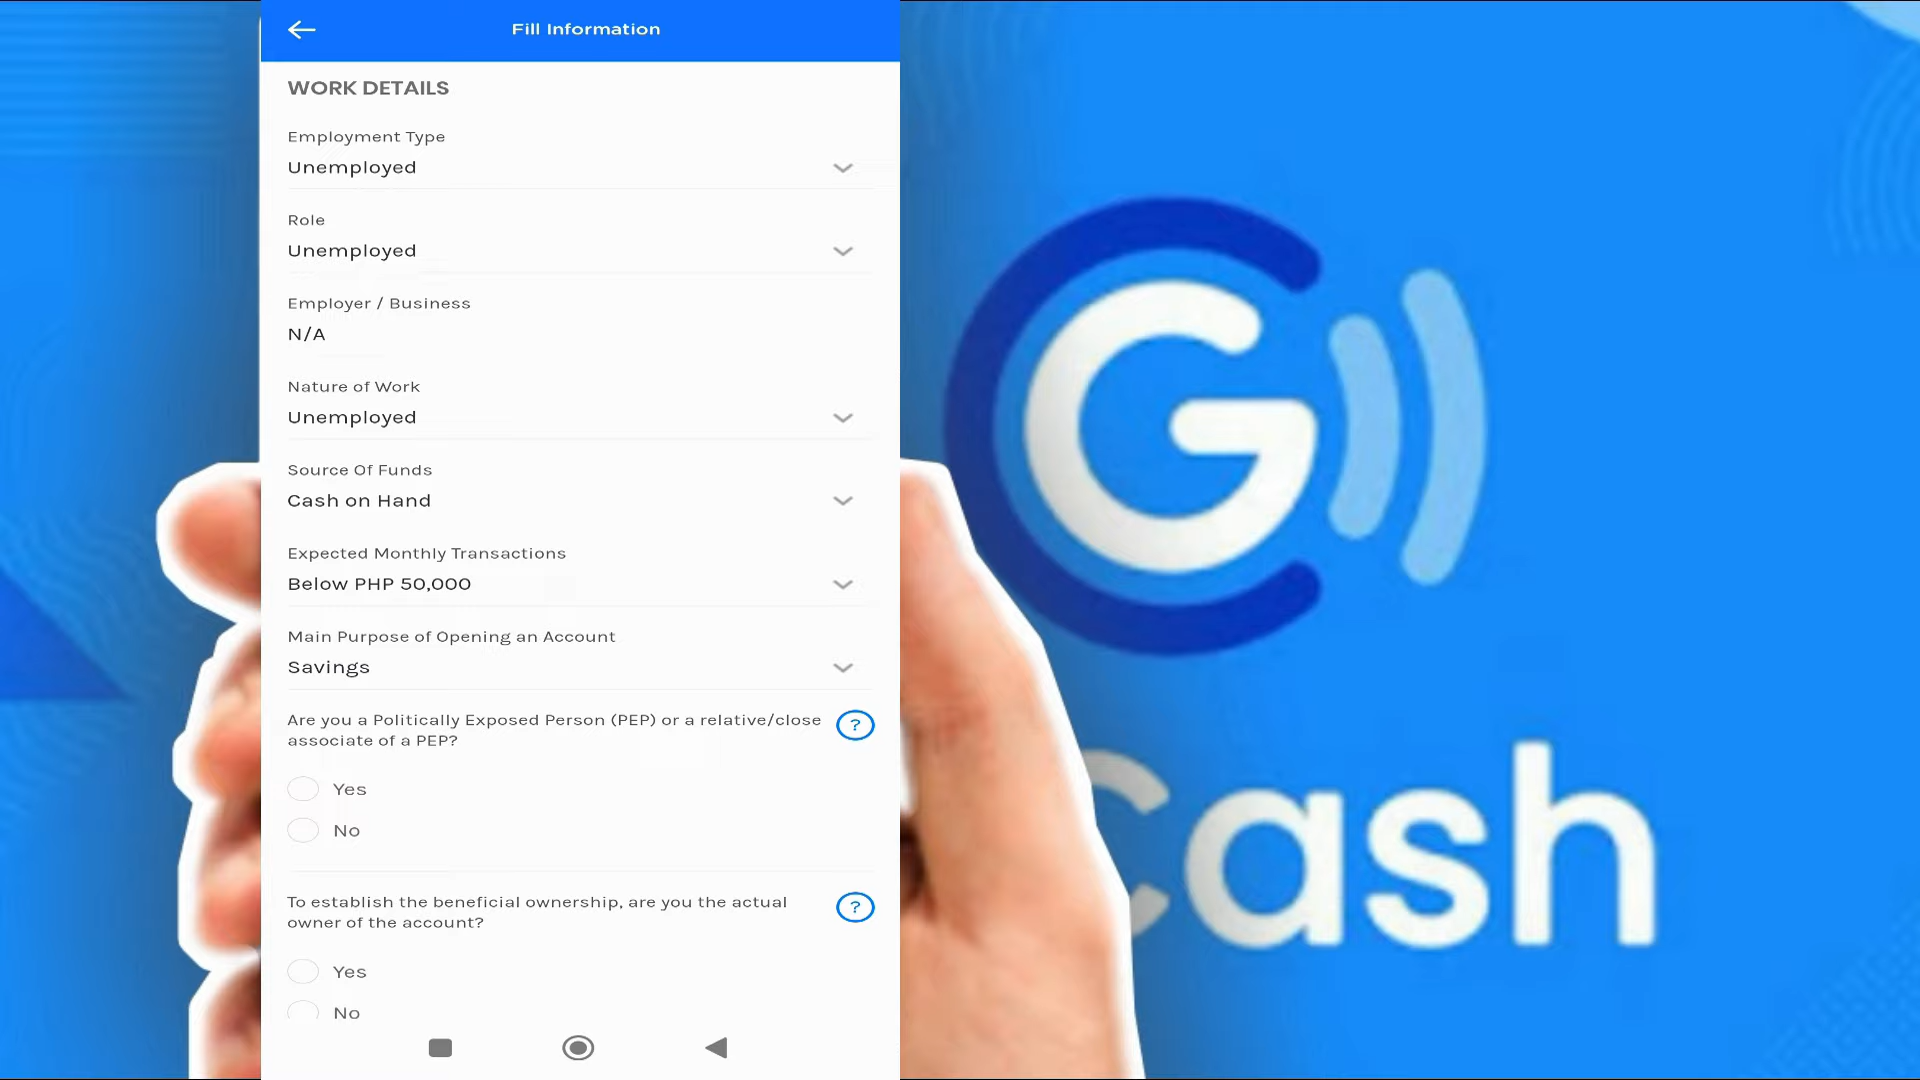 Fill Information
WORK DETAILS
Employment Type
Unemployed
Role
Unemployed
Employer / Business
N/A
Nature of Work
Unemployed
Source Of Funds
Cash on Hand
Expected Monthly Transactions
Below PHP 50,000
Main Purpose of Opening an Account
Savings
Are you a Politically Exposed Person (PEP) or a relative/close
associate of a PEP?
?
Yes
No
To establish the beneficial ownership, are you the actual
owner of the account?
?
Yes
No
G
Cash